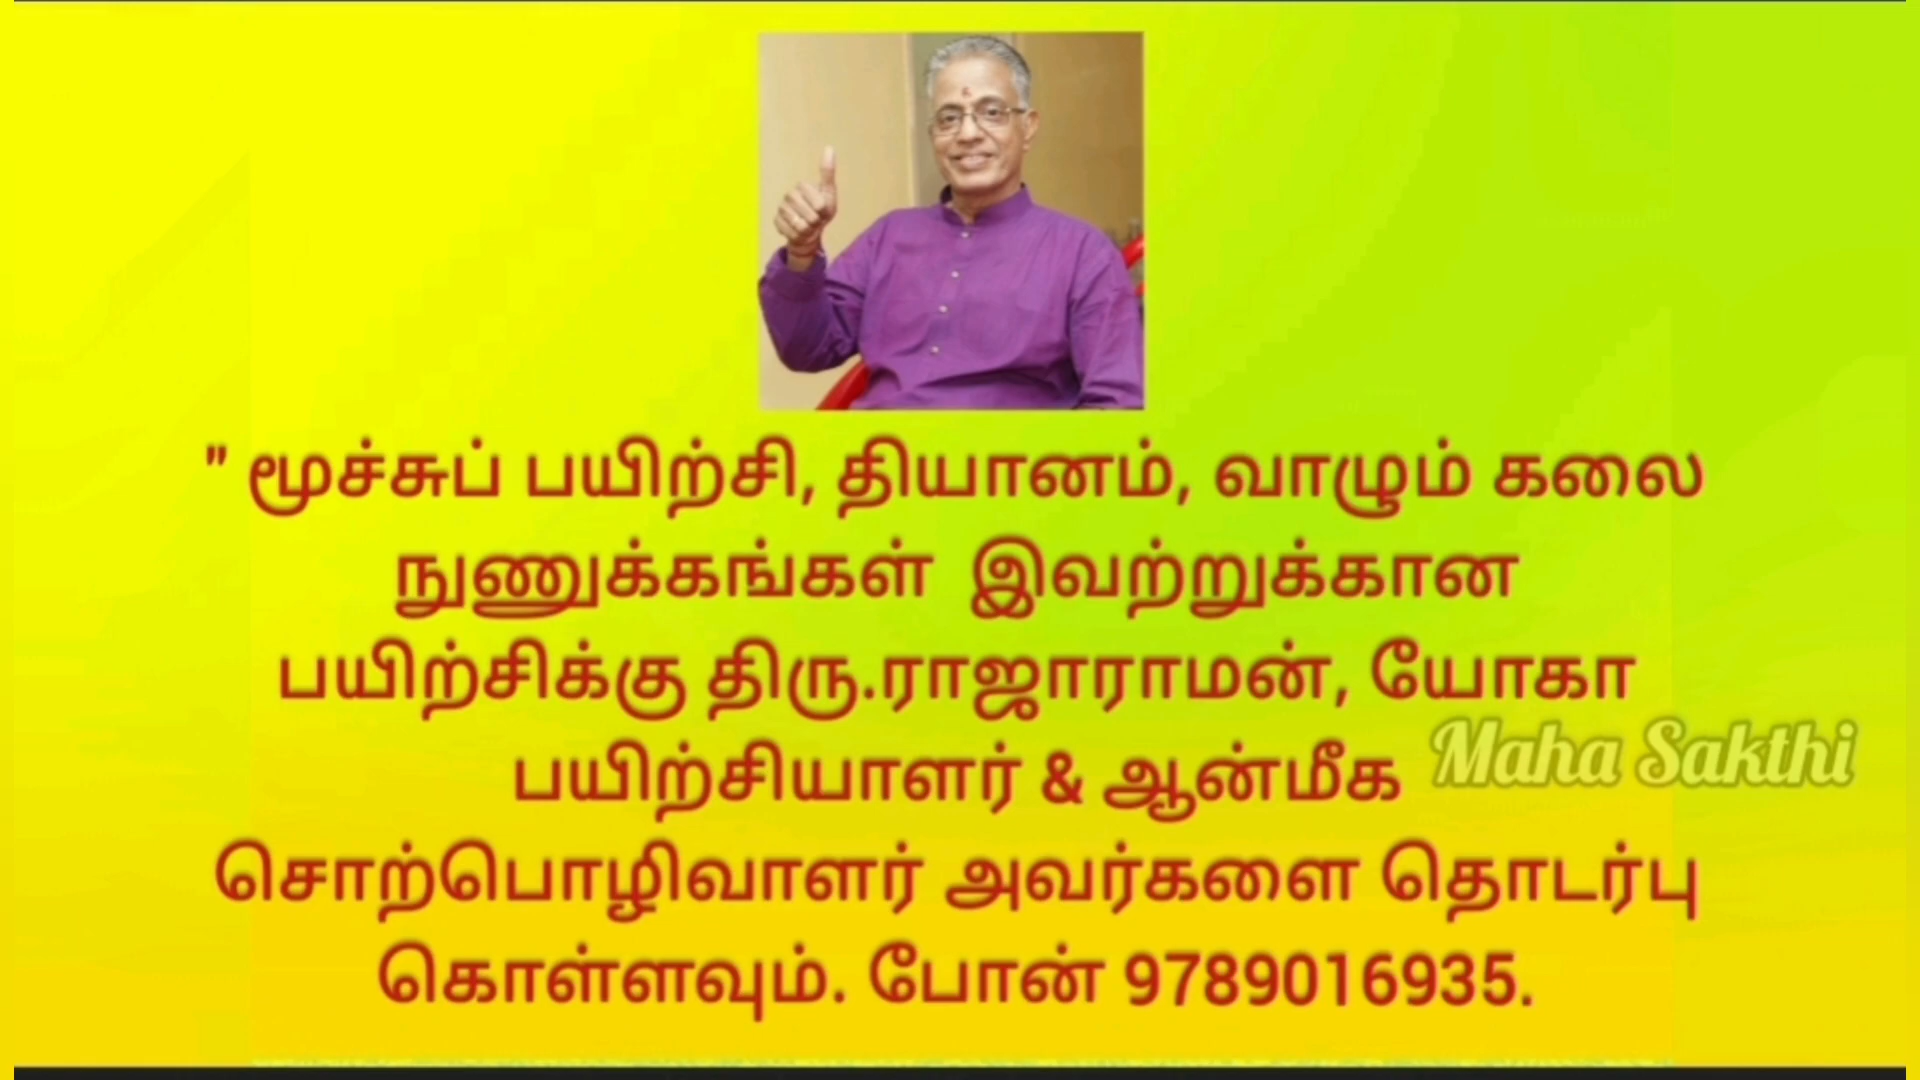 " மூச்சுப் பயிற்சி, தியானம், வாழும் கலை
நுணுக்கங்கள் இவற்றுக்கான
பயிற்சிக்கு திரு.ராஜாராமன், யோகா
பயிற்சியாளர் & ஆன்மீக
Maha Sakthi
சொற்பொழிவாளர் அவர்களை தொடர்பு
கொள்ளவும். போன் 9789016935.